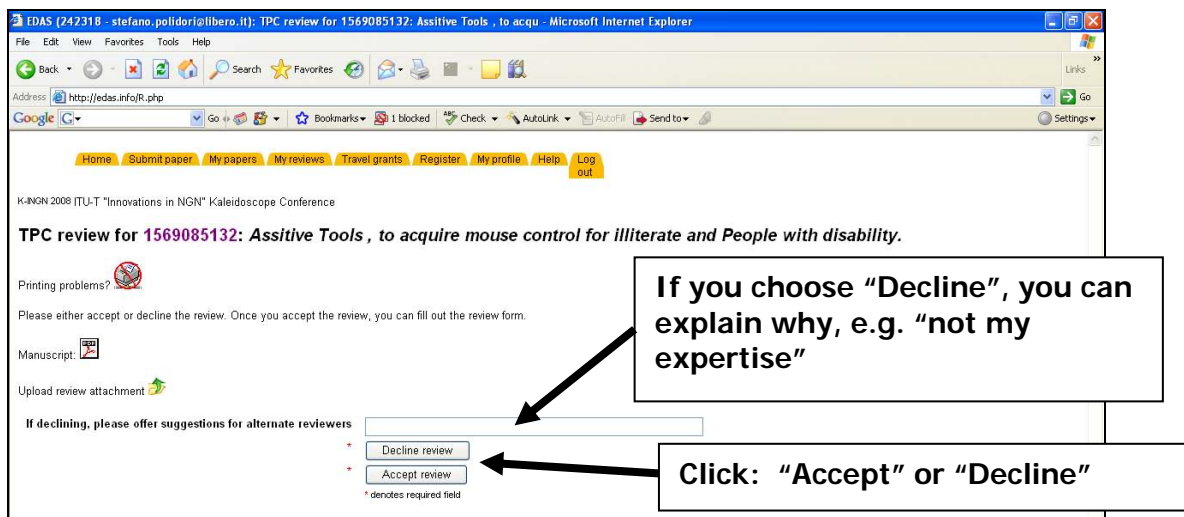 EDAS (242318 - stefano.polidori@libero.it): TPC review for 1569085132: Assitive Tools , to acqu - Microsoft Internet Explorer
File Edit View Favorites Tools Help
Back Search Favorites Links
Address http://edas.info/R.php Go
Google G Go Bookmarks 1 blocked Check AutoLink AutoFill Send to Settings
Home Submit paper My papers My reviews Travel grants Register My profile Help Log out
K-INGN 2008 ITU-T "Innovations in NGN" Kaleidoscope Conference
TPC review for 1569085132: Assitive Tools , to acquire mouse control for illiterate and People with disability.
Printing problems?
Please either accept or decline the review. Once you accept the review, you can fill out the review form.
Manuscript: PDF
Upload review attachment
If you choose “Decline”, you can
explain why, e.g. “not my
expertise”
If declining, please offer suggestions for alternate reviewers
* Decline review
* Accept review
* denotes required field
Click: “Accept” or “Decline”